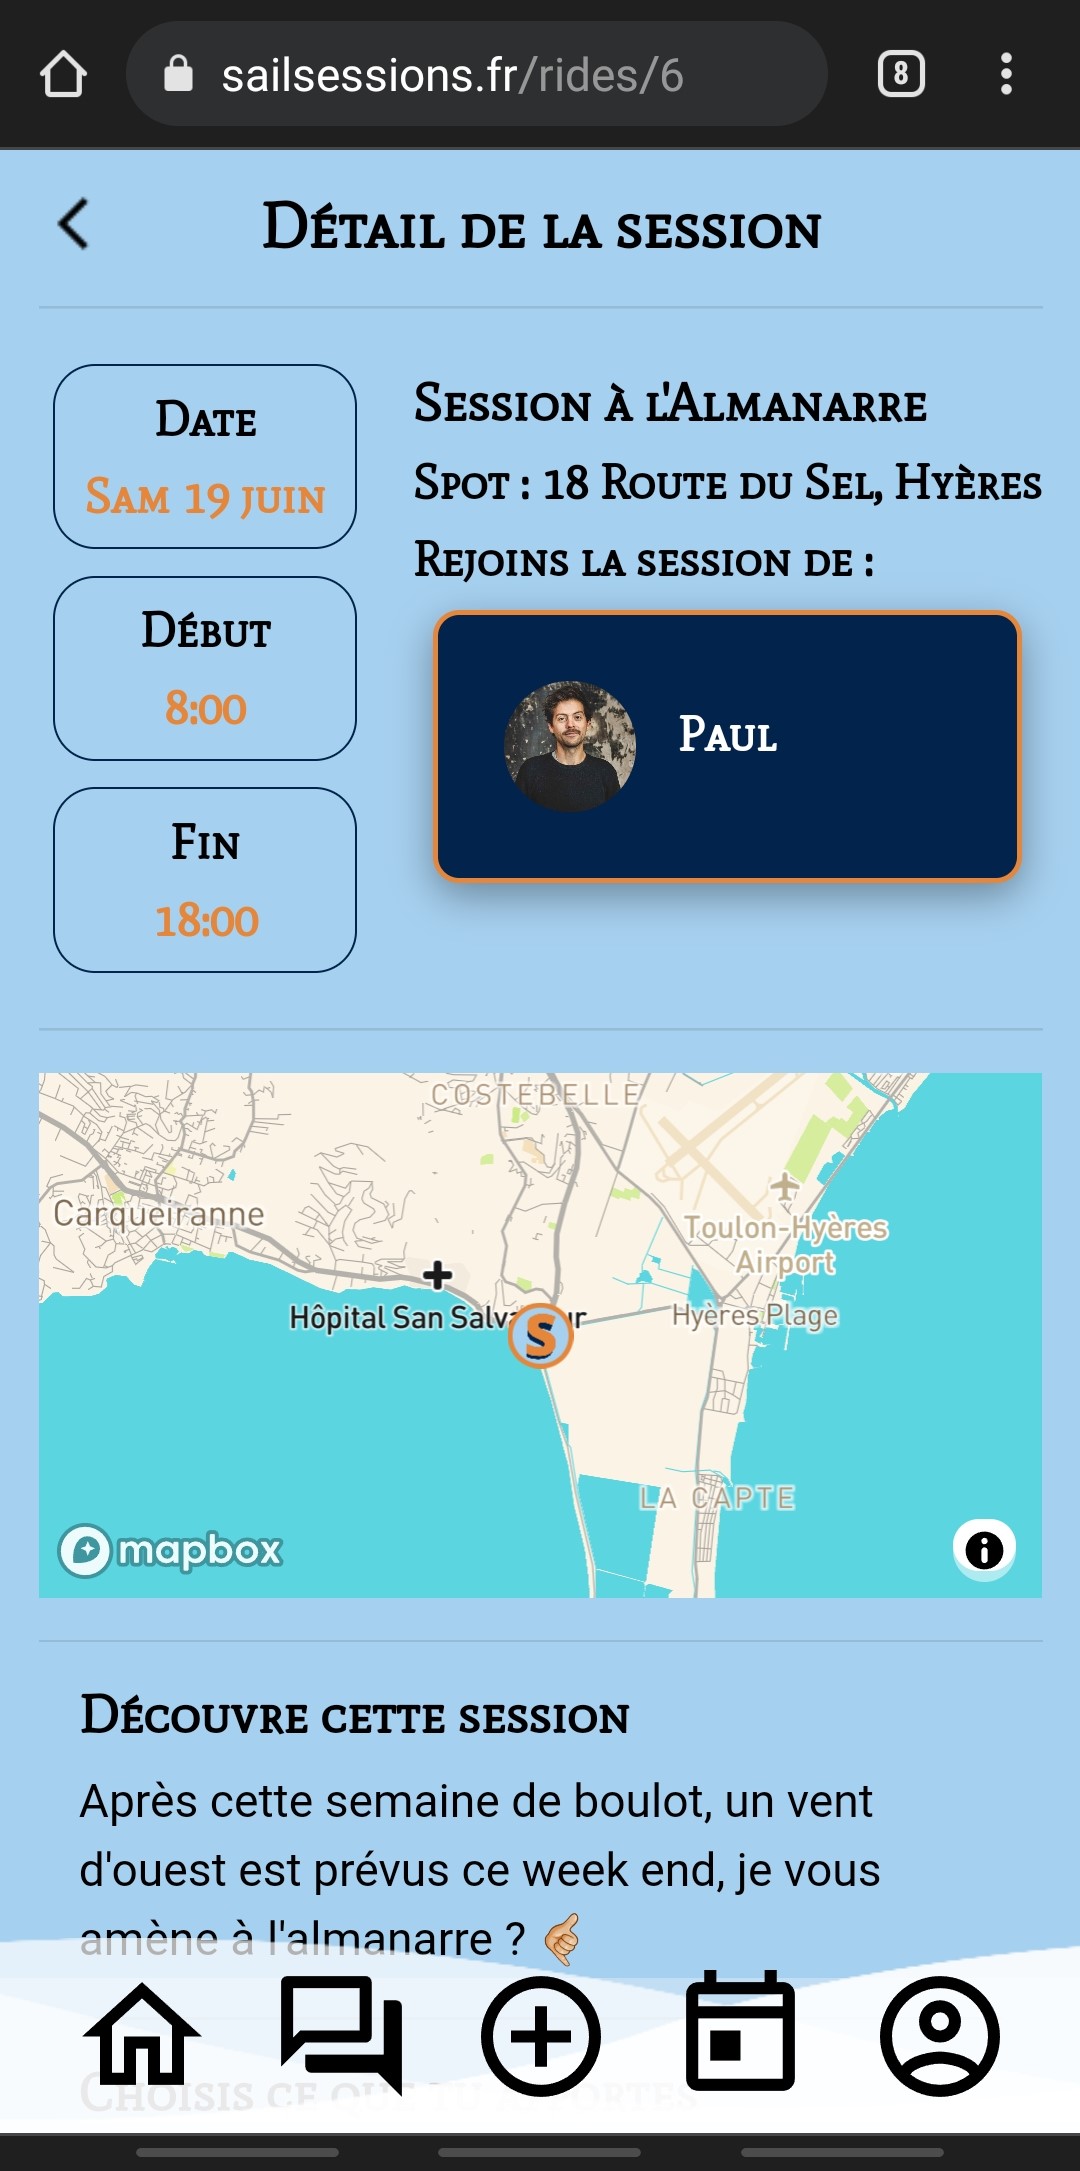 sailsessions.fr/rides/6
8
Détail de la session
Date
Sam 19 juin
Début
8:00
Fin
18:00
Session à l'Almanarre
Spot : 18 Route du Sel, Hyères
Rejoins la session de :
Paul
COSTEBELLE
Carqueiranne
Toulon-Hyères
Airport
Hôpital San Salva
ur
S
Hyères Plage
LA CAPTE
mapbox
Découvre cette session
Après cette semaine de boulot, un vent
d'ouest est prévus ce week end, je vous
amène à l'almanarre ? 🤙
Choisis ce que tu